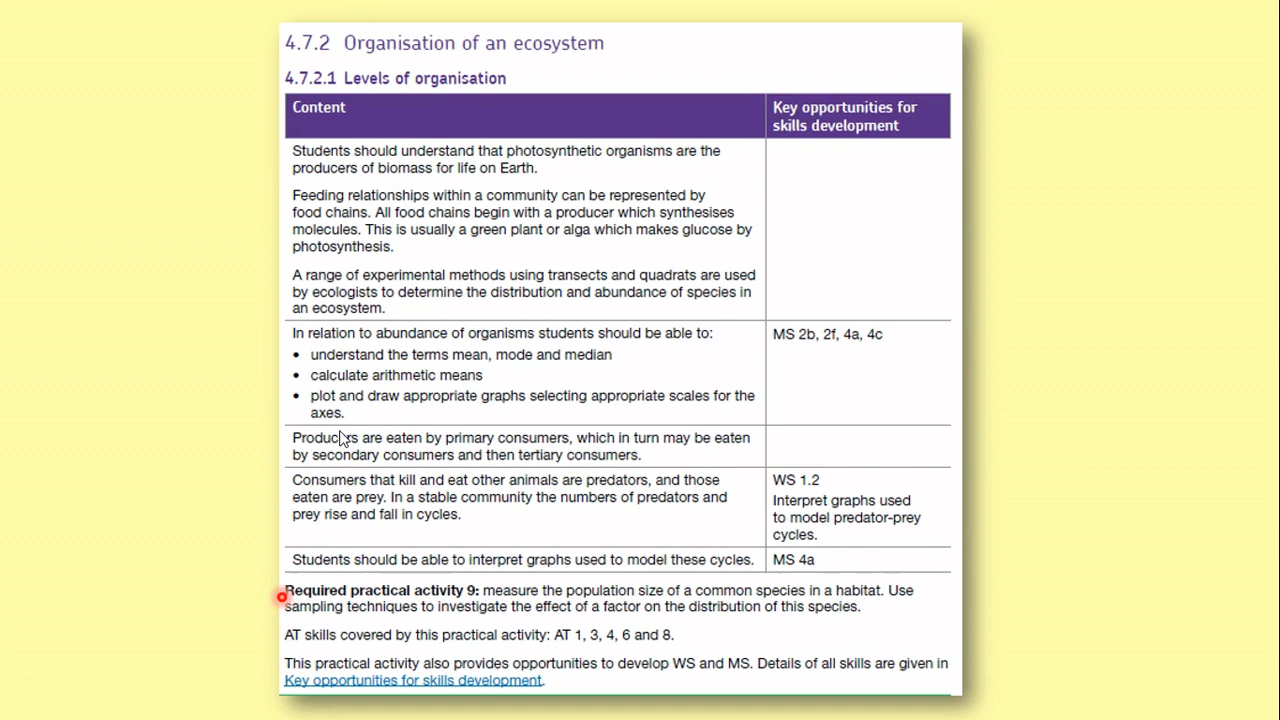 4.7.2 Organisation of an ecosystem
4.7.2.1 Levels of organisation
Content
Key opportunities for
skills development
Students should understand that photosynthetic organisms are the
producers of biomass for life on Earth.
Feeding relationships within a community can be represented by
food chains. All food chains begin with a producer which synthesises
molecules. This is usually a green plant or alga which makes glucose by
photosynthesis.
A range of experimental methods using transects and quadrats are used
by ecologists to determine the distribution and abundance of species in
an ecosystem.
In relation to abundance of organisms students should be able to:
• understand the terms mean, mode and median
• calculate arithmetic means
• plot and draw appropriate graphs selecting appropriate scales for the
axes.
MS 2b, 2f, 4a, 4c
Producers are eaten by primary consumers, which in turn may be eaten
by secondary consumers and then tertiary consumers.
Consumers that kill and eat other animals are predators, and those
eaten are prey. In a stable community the numbers of predators and
prey rise and fall in cycles.
WS 1.2
Interpret graphs used
to model predator-prey
cycles.
Students should be able to interpret graphs used to model these cycles.
MS 4a
Required practical activity 9: measure the population size of a common species in a habitat. Use
sampling techniques to investigate the effect of a factor on the distribution of this species.
AT skills covered by this practical activity: AT 1, 3, 4, 6 and 8.
This practical activity also provides opportunities to develop WS and MS. Details of all skills are given in
Key opportunities for skills development.